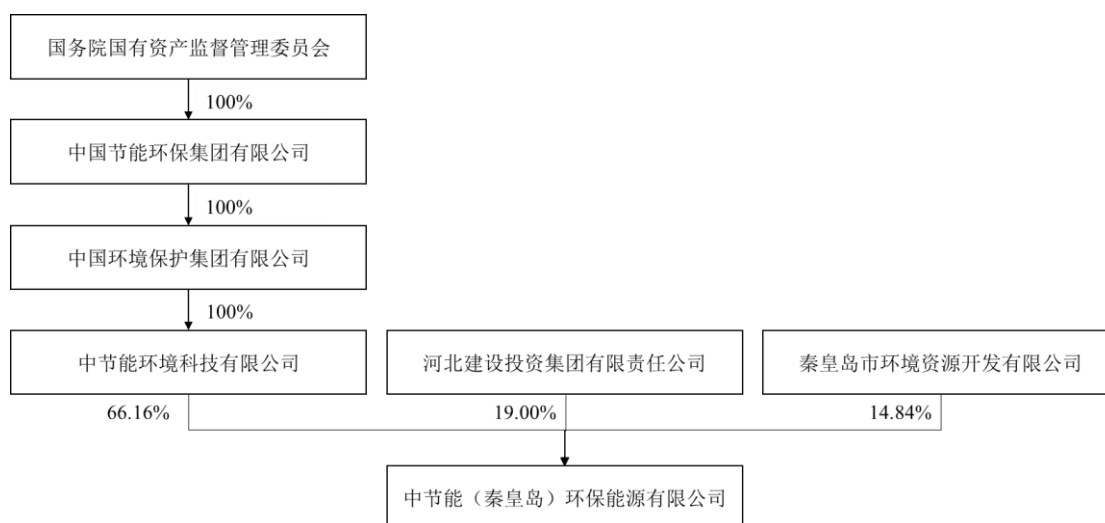 国务院国有资产监督管理委员会
100%
中国节能环保集团有限公司
100%
中国环境保护集团有限公司
100%
中节能环境科技有限公司
河北建设投资集团有限责任公司
秦皇岛市环境资源开发有限公司
66.16%
19.00%
14.84%
中节能（秦皇岛）环保能源有限公司